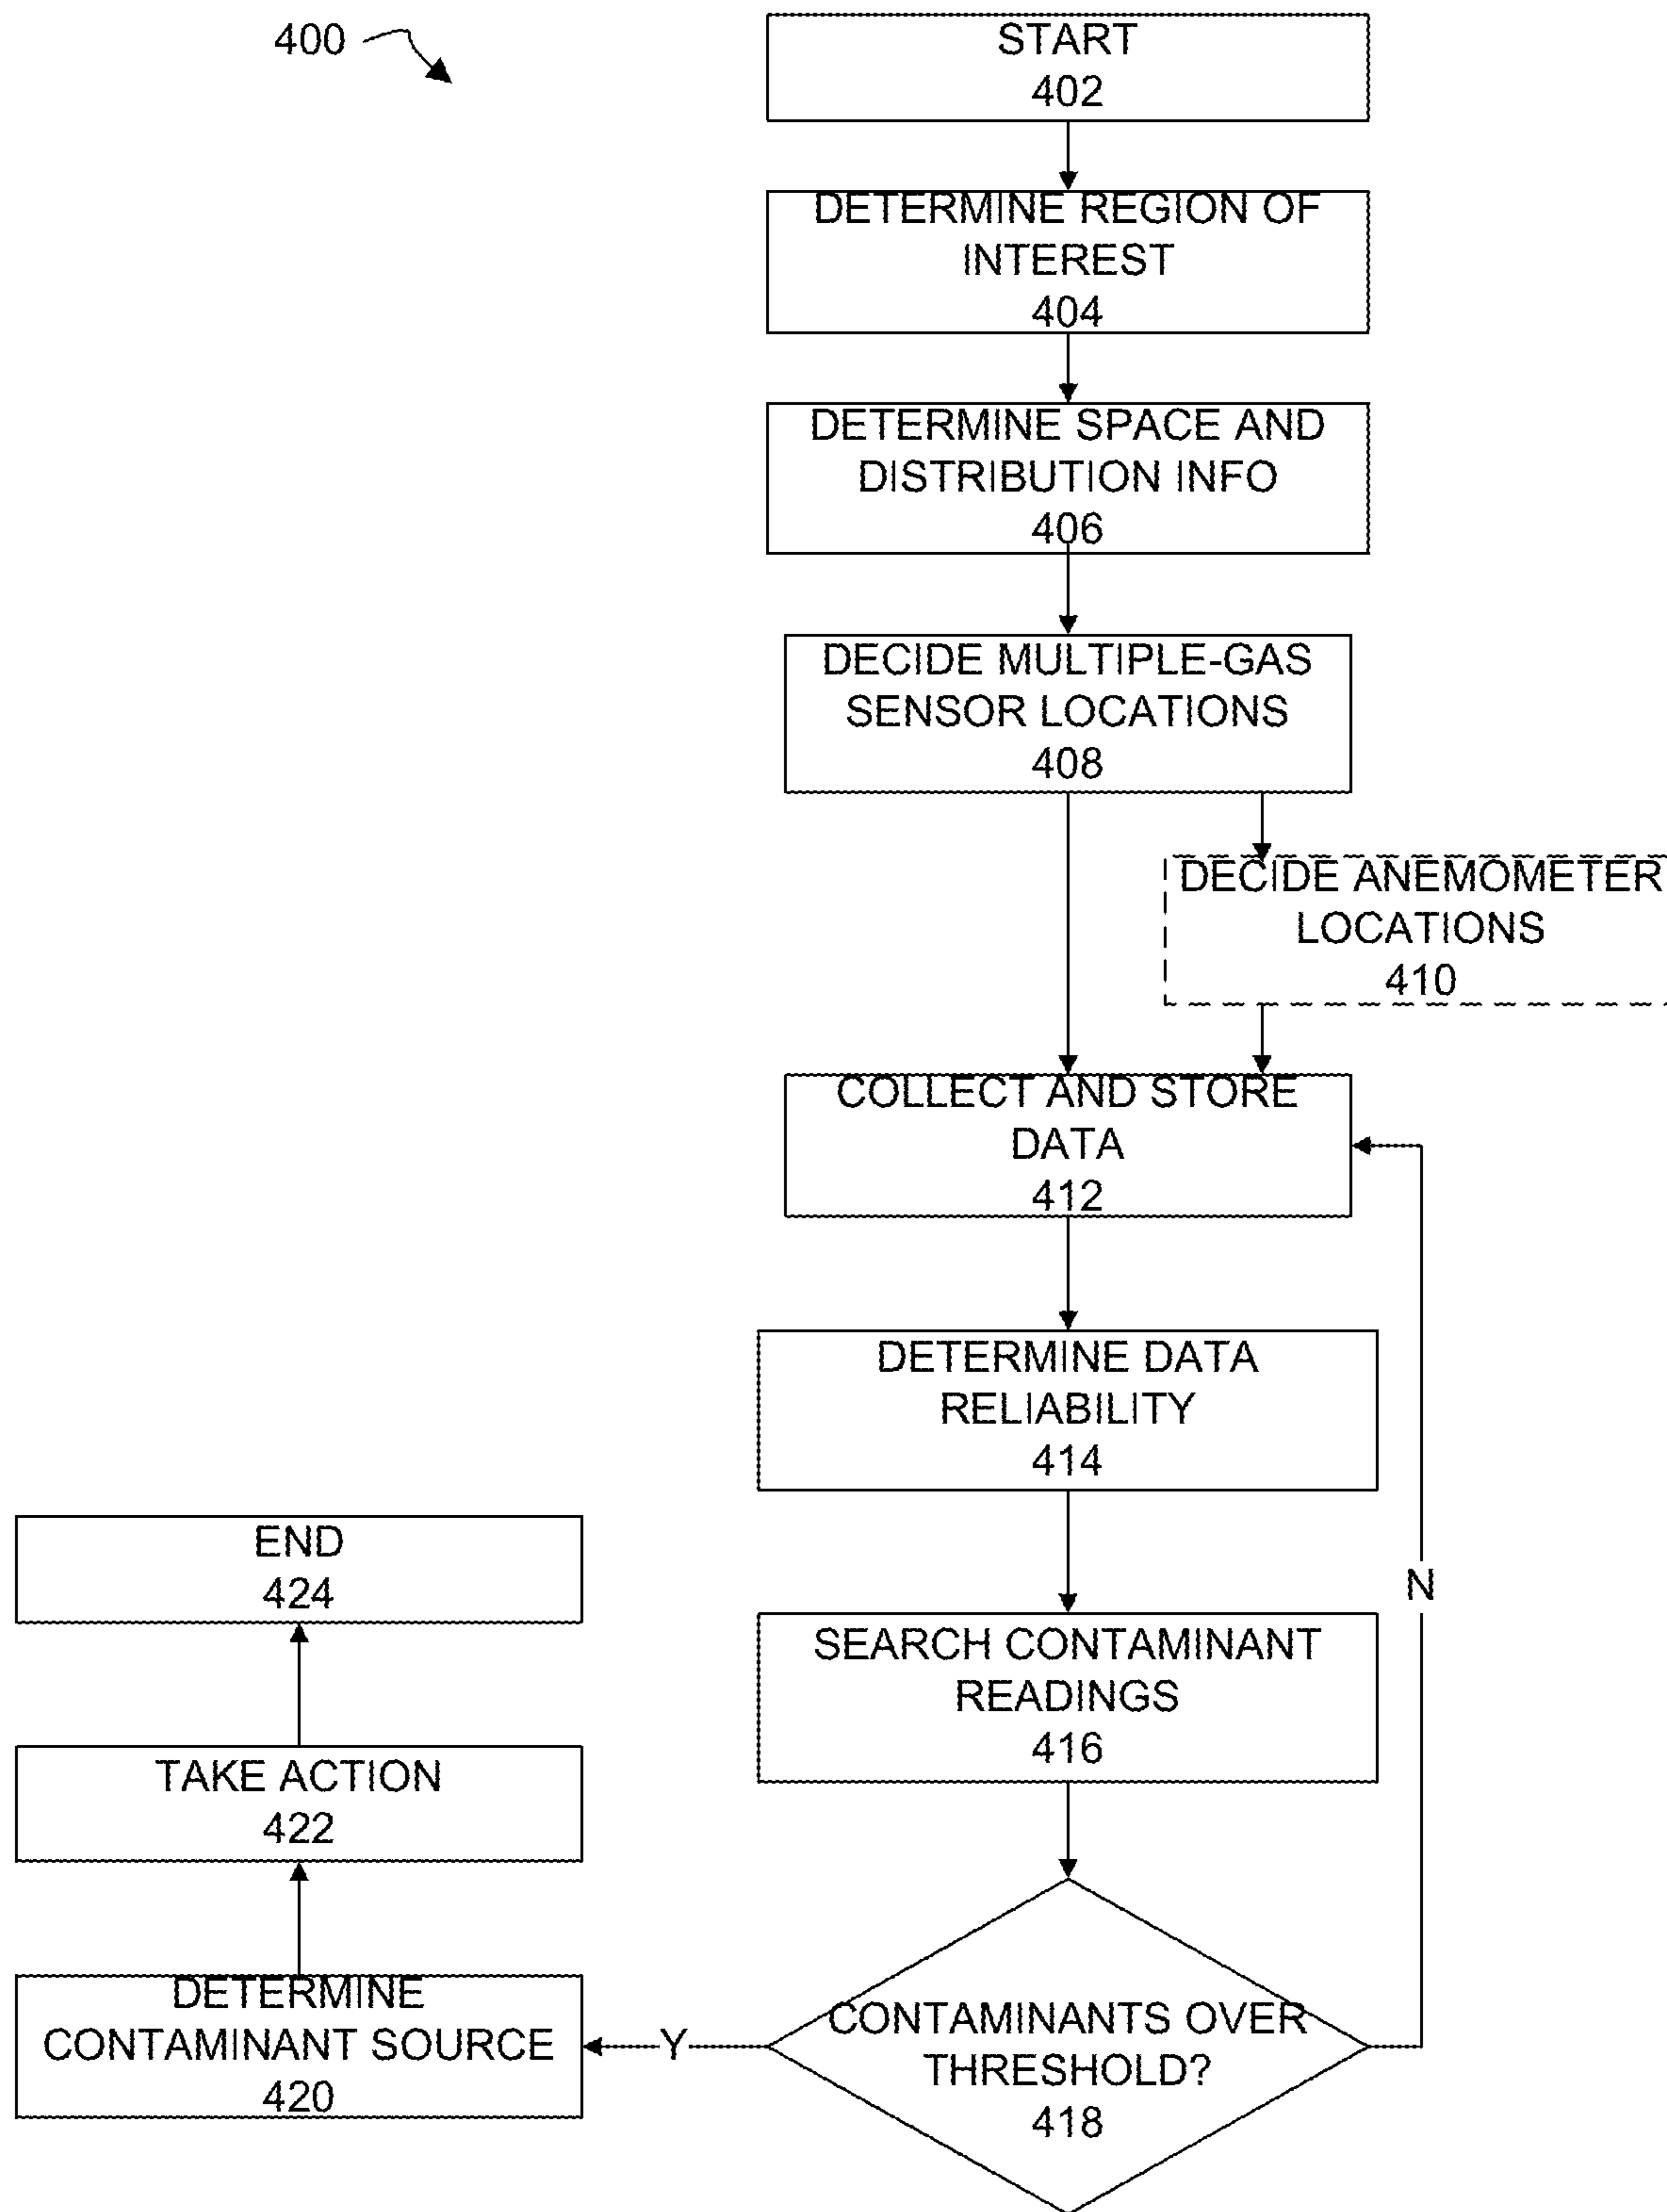 400
START
402
DETERMINE REGION OF
INTEREST
404
DETERMINE SPACE AND
DISTRIBUTION INFO
406
DECIDE MULTIPLE-GAS
SENSOR LOCATIONS
408
DECIDE ANEMOMETER
LOCATIONS
410
COLLECT AND STORE
DATA
412
DETERMINE DATA
RELIABILITY
414
SEARCH CONTAMINANT
READINGS
416
CONTAMINANTS OVER
THRESHOLD?
418
N
Y
DETERMINE
CONTAMINANT SOURCE
420
TAKE ACTION
422
END
424